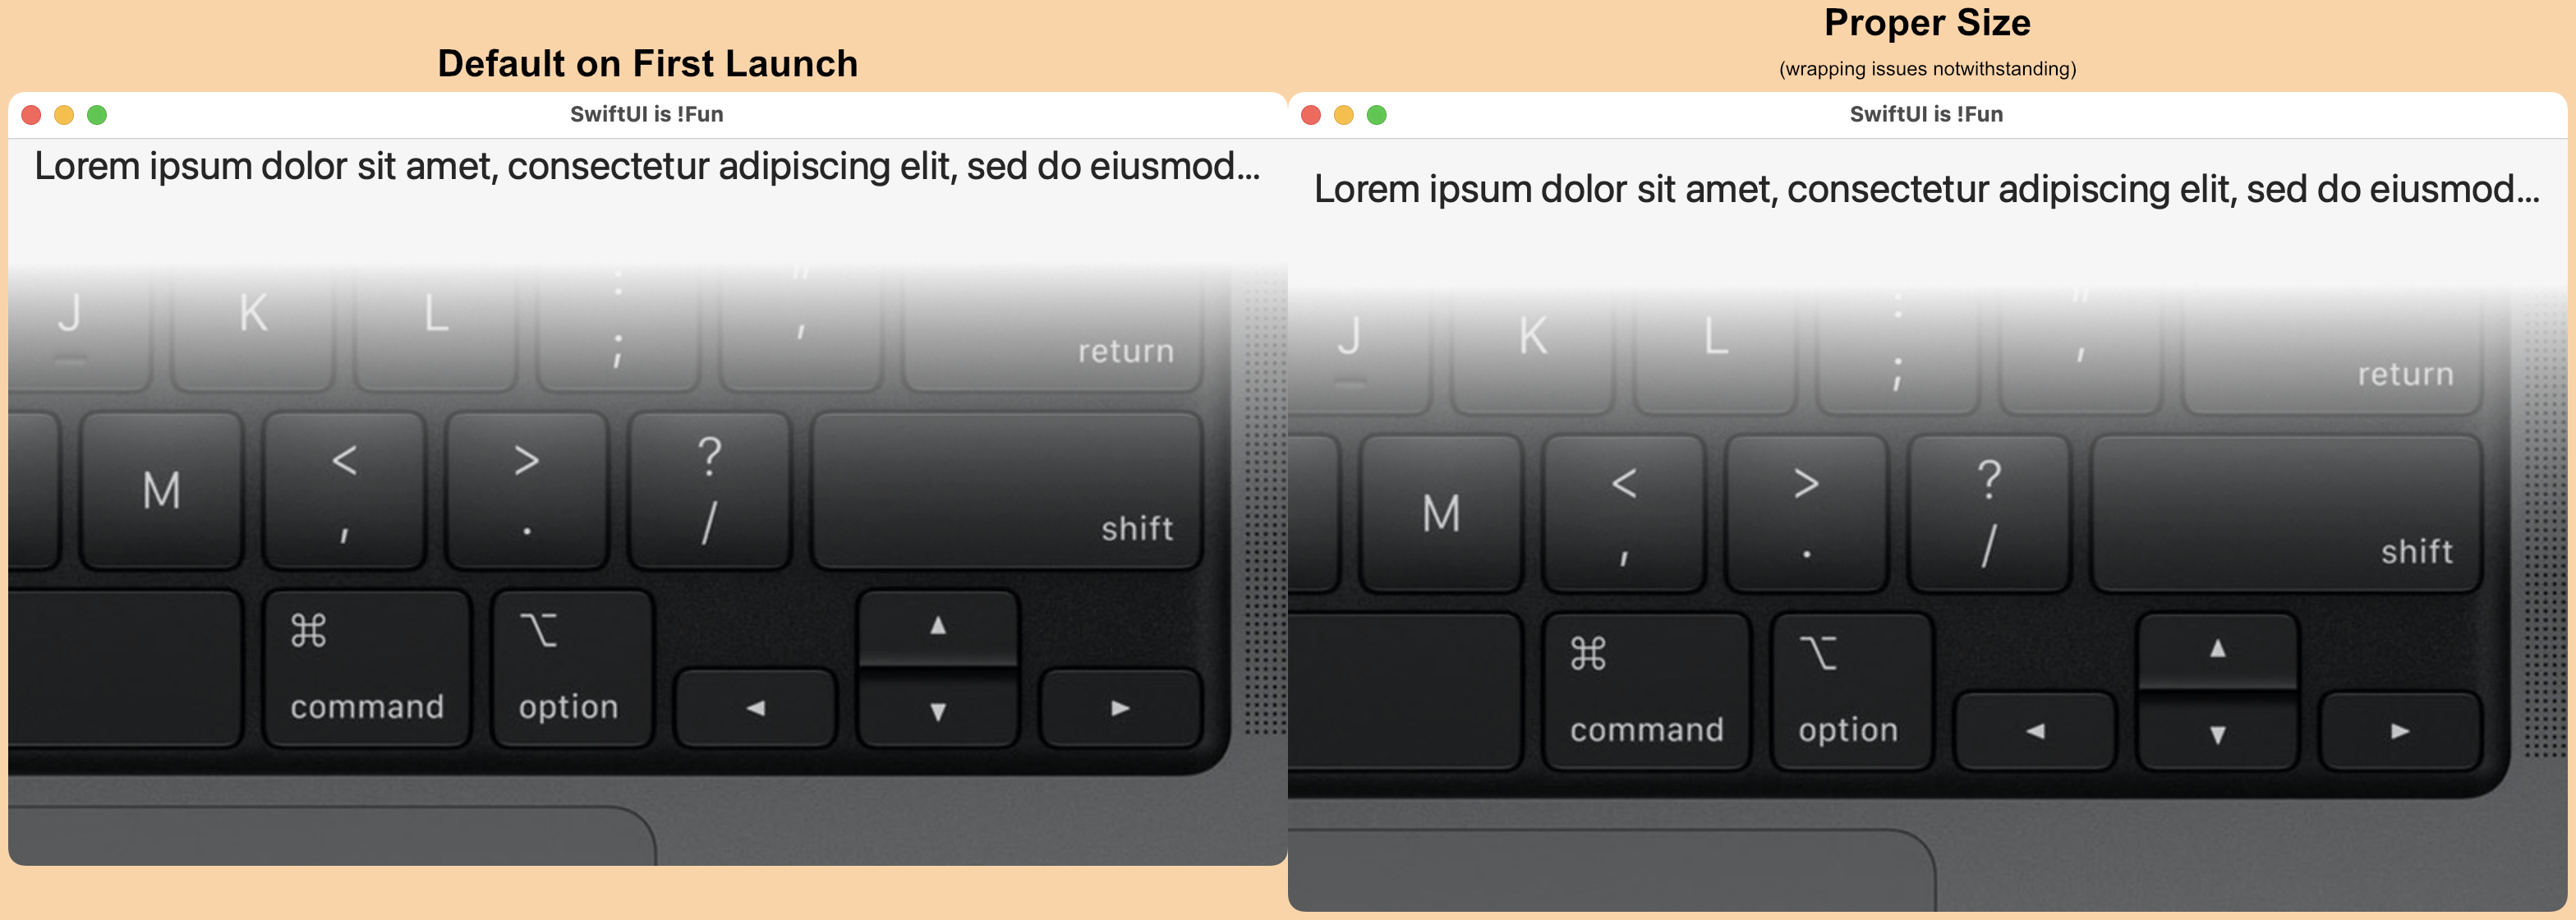 Default on First Launch
SwiftUI is !Fun
Lorem ipsum dolor sit amet, consectetur adipiscing elit, sed do eiusmod...
J K L : ; " ' return
M < , > . ? / shift
⌘ command ⌥ option ◀ ▲ ▼ ▶
Proper Size
(wrapping issues notwithstanding)
SwiftUI is !Fun
Lorem ipsum dolor sit amet, consectetur adipiscing elit, sed do eiusmod...
J K L : ; " ' return
M < , > . ? / shift
⌘ command ⌥ option ◀ ▲ ▼ ▶